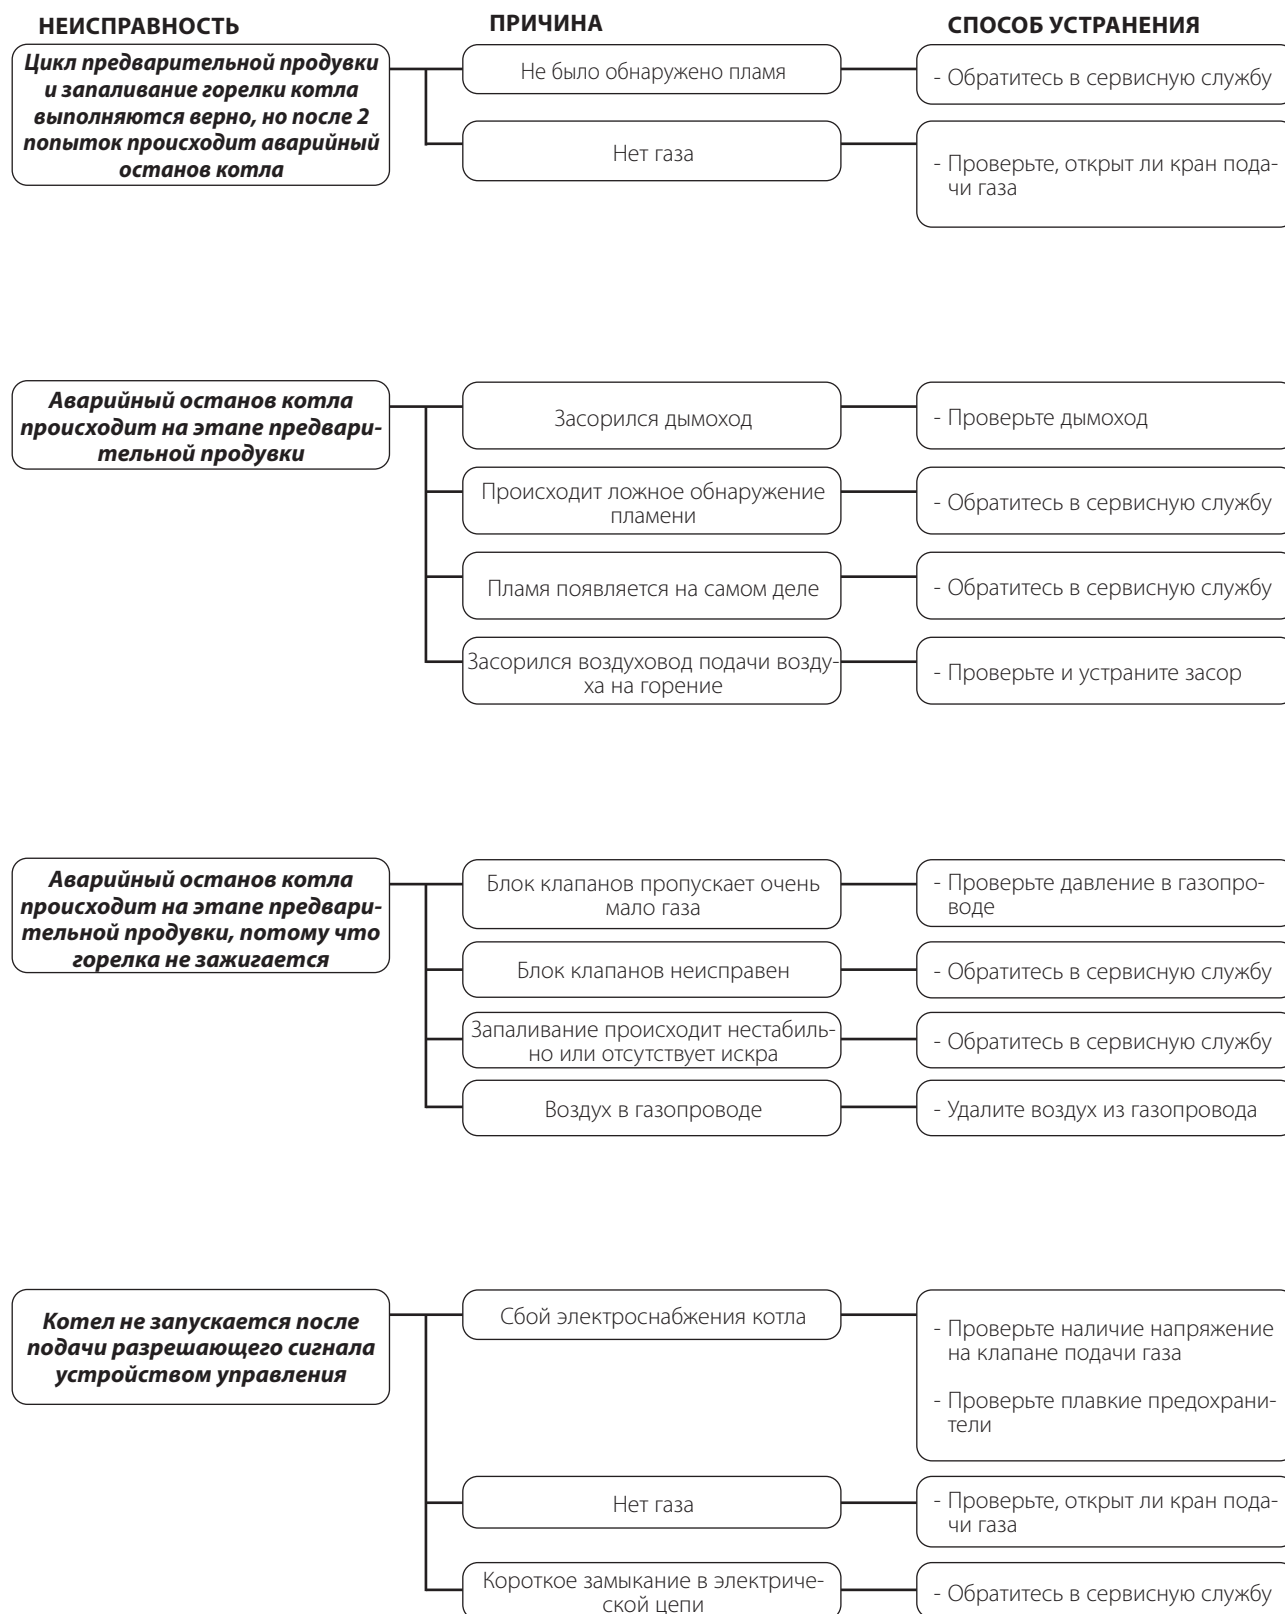 НЕИСПРАВНОСТЬ
ПРИЧИНА
СПОСОБ УСТРАНЕНИЯ
Цикл предварительной продувки
и запаливание горелки котла
выполняются верно, но после 2
попыток происходит аварийный
останов котла
Не было обнаружено пламя
- Обратитесь в сервисную службу
Нет газа
- Проверьте, открыт ли кран пода-
чи газа
Аварийный останов котла
происходит на этапе предвари-
тельной продувки
Засорился дымоход
- Проверьте дымоход
Происходит ложное обнаружение
пламени
- Обратитесь в сервисную службу
Пламя появляется на самом деле
- Обратитесь в сервисную службу
Засорился воздуховод подачи возду-
ха на горение
- Проверьте и устраните засор
Аварийный останов котла
происходит на этапе предвари-
тельной продувки, потому что
горелка не зажигается
Блок клапанов пропускает очень
мало газа
- Проверьте давление в газопро-
воде
Блок клапанов неисправен
- Обратитесь в сервисную службу
Запаливание происходит нестабиль-
но или отсутствует искра
- Обратитесь в сервисную службу
Воздух в газопроводе
- Удалите воздух из газопровода
Котел не запускается после
подачи разрешающего сигнала
устройством управления
Сбой электроснабжения котла
- Проверьте наличие напряжение
на клапане подачи газа
- Проверьте плавкие предохрани-
тели
Нет газа
- Проверьте, открыт ли кран пода-
чи газа
Короткое замыкание в электриче-
ской цепи
- Обратитесь в сервисную службу